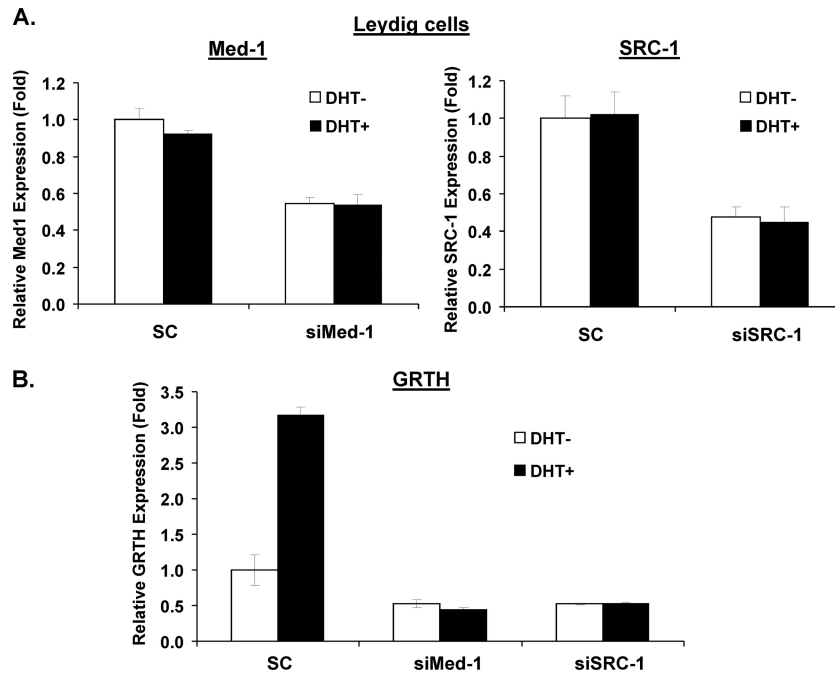 A.
Leydig cells
Med-1
Relative Med1 Expression (Fold)
1.2
1.0
0.8
0.6
0.4
0.2
0.0
DHT-
DHT+
SC
siMed-1
SRC-1
Relative SRC-1 Expression (Fold)
1.2
1.0
0.8
0.6
0.4
0.2
0.0
DHT-
DHT+
SC
siSRC-1
B.
GRTH
Relative GRTH Expression (Fold)
3.5
3.0
2.5
2.0
1.5
1.0
0.5
0.0
DHT-
DHT+
SC
siMed-1
siSRC-1